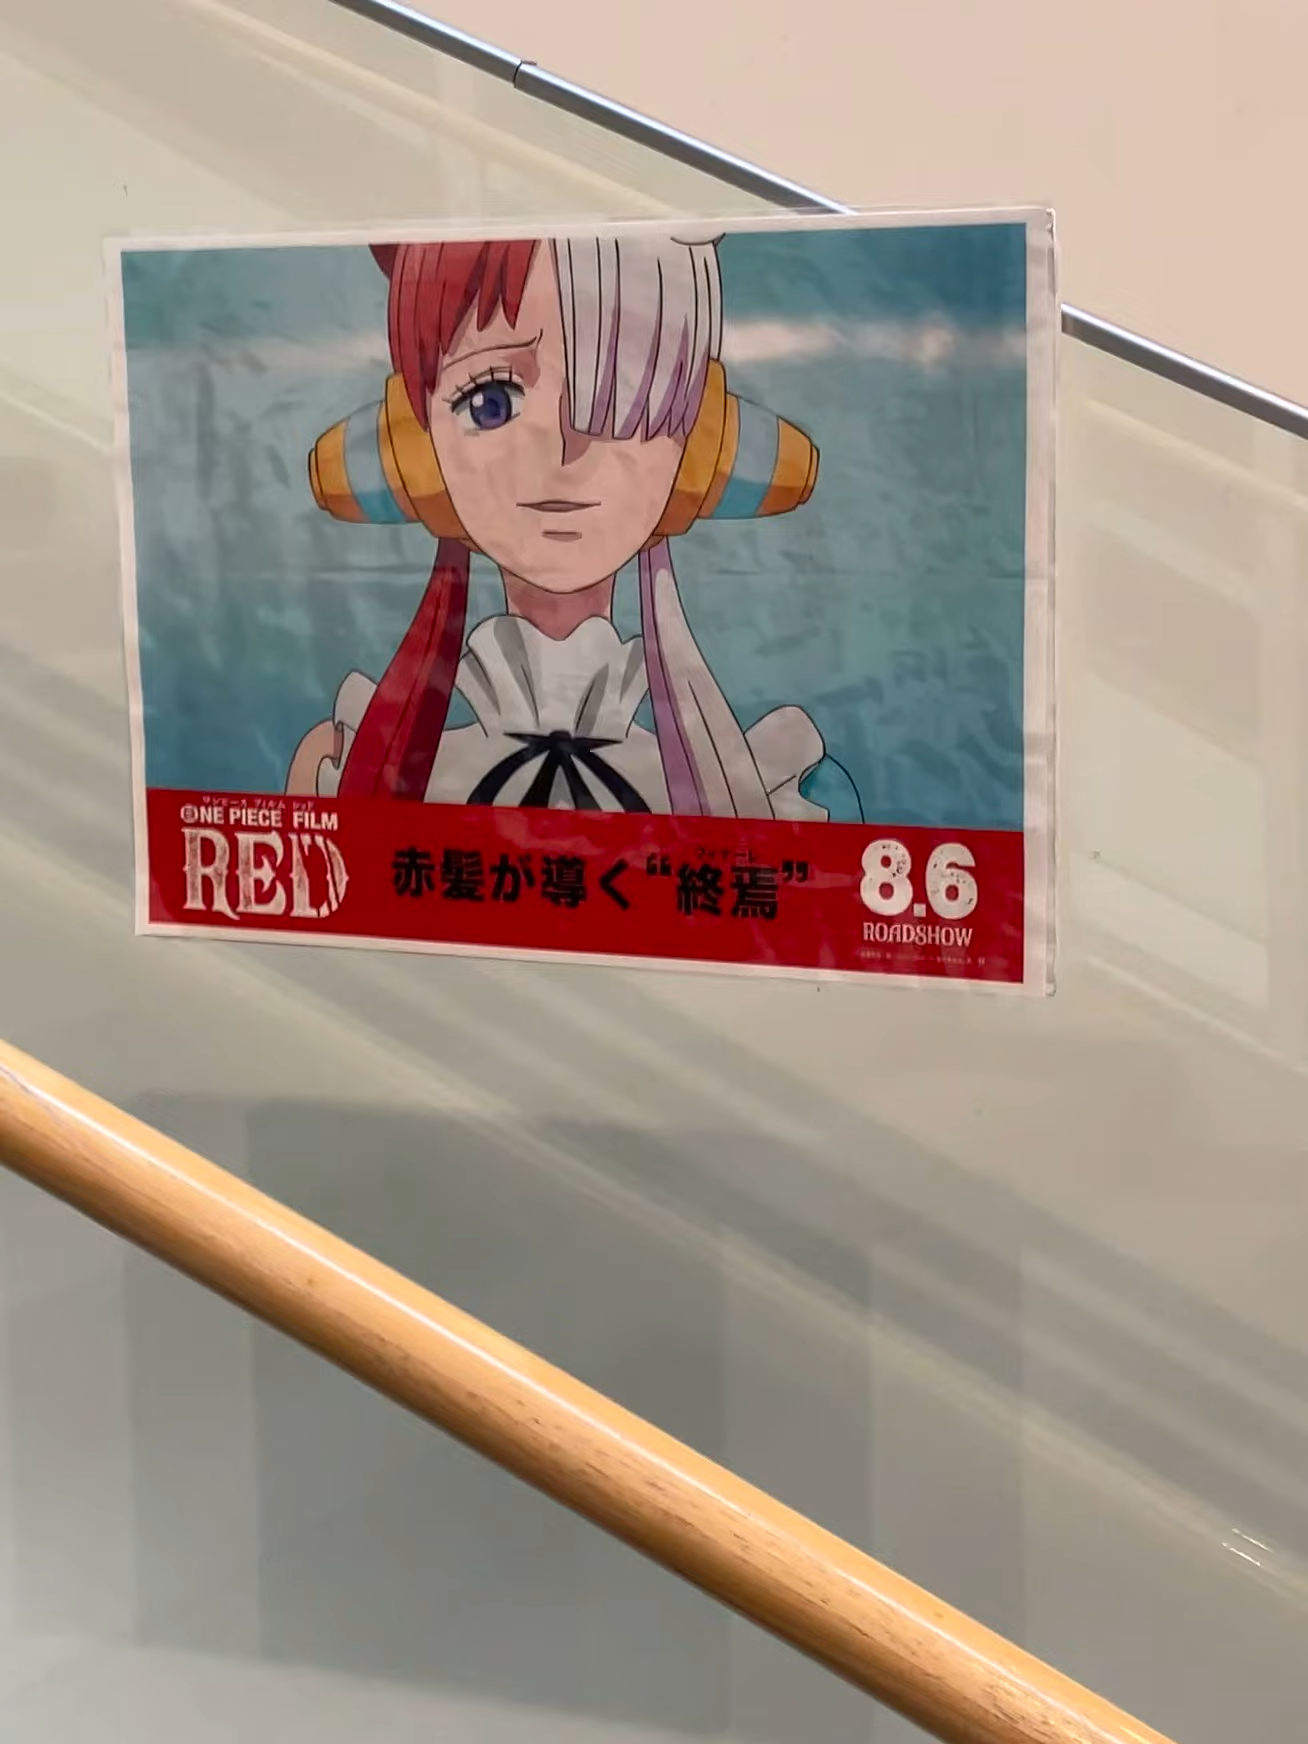 ワンピース フィルム レッド
ONE PIECE FILM
RED
赤髪が導く“終焉”
フィナーレ
8.6
ROADSHOW